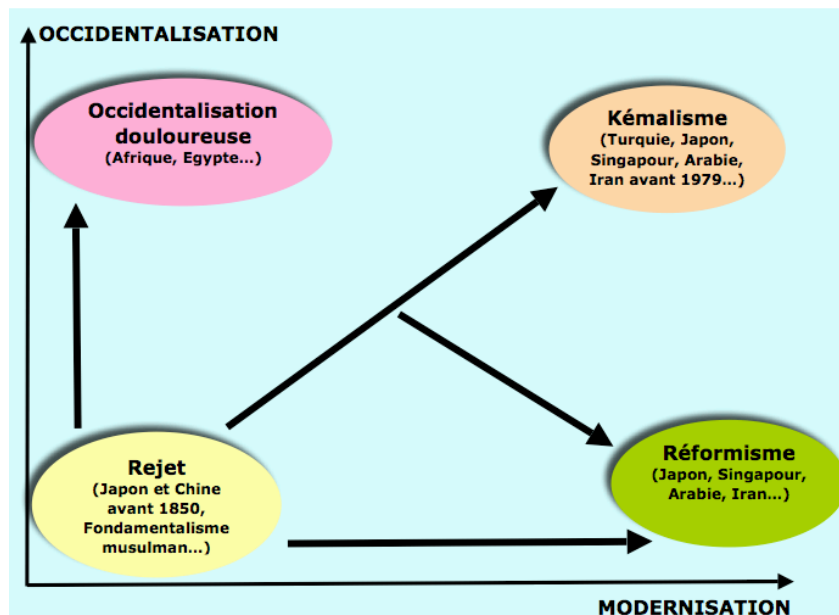 OCCIDENTALISATION
Occidentalisation
douloureuse
(Afrique, Egypte...)
Kémalisme
(Turquie, Japon,
Singapour, Arabie,
Iran avant 1979...)
Rejet
(Japon et Chine
avant 1850,
Fondamentalisme
musulman...)
Réformisme
(Japon, Singapour,
Arabie, Iran...)
MODERNISATION